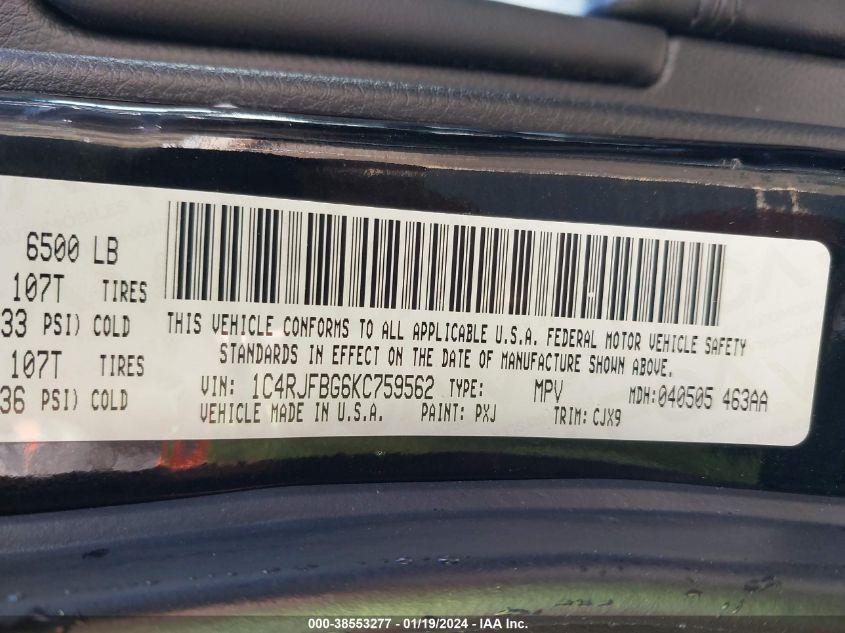 6500 LB
107T TIRES
33 PSI) COLD
107T TIRES
36 PSI) COLD
THIS VEHICLE CONFORMS TO ALL APPLICABLE U.S.A. FEDERAL MOTOR VEHICLE SAFETY
STANDARDS IN EFFECT ON THE DATE OF MANUFACTURE SHOWN ABOVE.
VIN: 1C4RJFBG6KC759562 TYPE: MPV MDH:040505 463AA
VEHICLE MADE IN U.S.A. PAINT: PXJ TRIM: CJX9
000-38553277 - 01/19/2024 - IAA Inc.